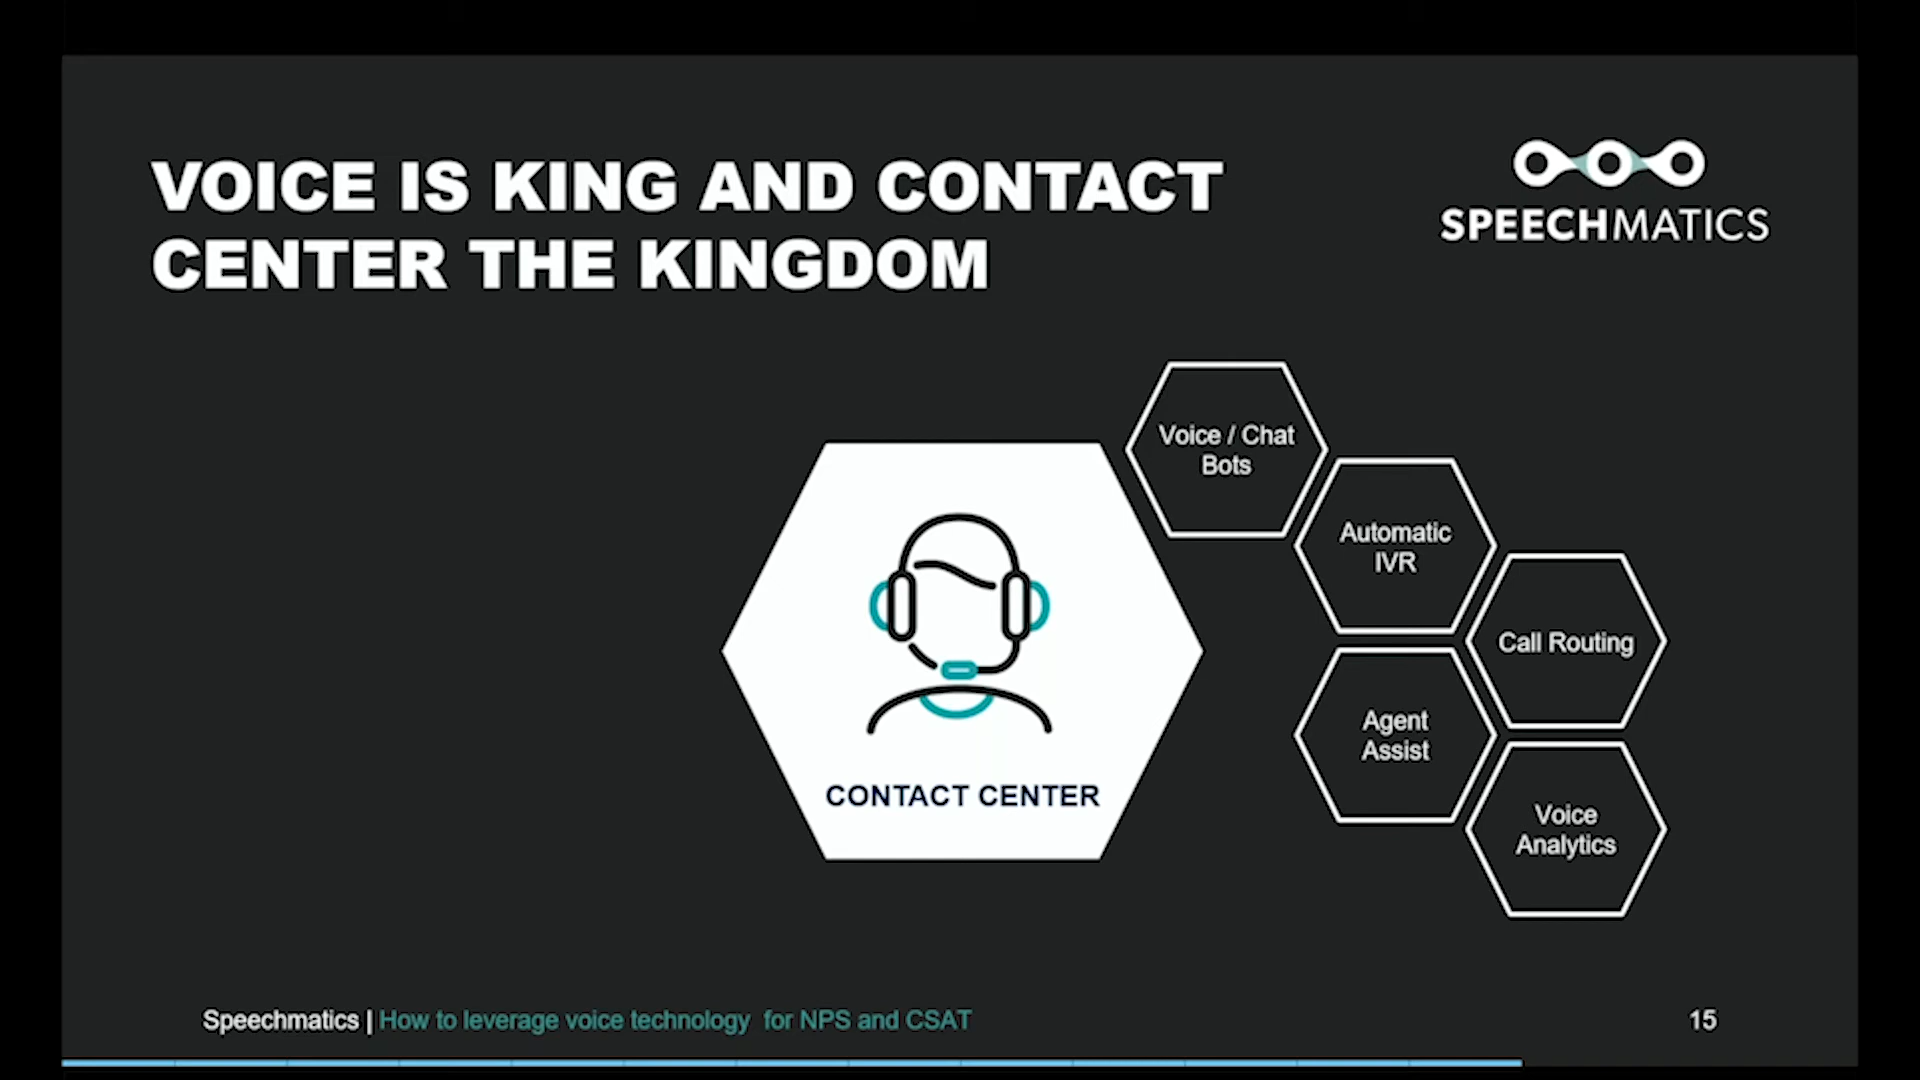 VOICE IS KING AND CONTACT
CENTER THE KINGDOM
SPEECHMATICS
Voice / Chat
Bots
Automatic
IVR
Call Routing
Agent
Assist
Voice
Analytics
CONTACT CENTER
Speechmatics | How to leverage voice technology for NPS and CSAT
15